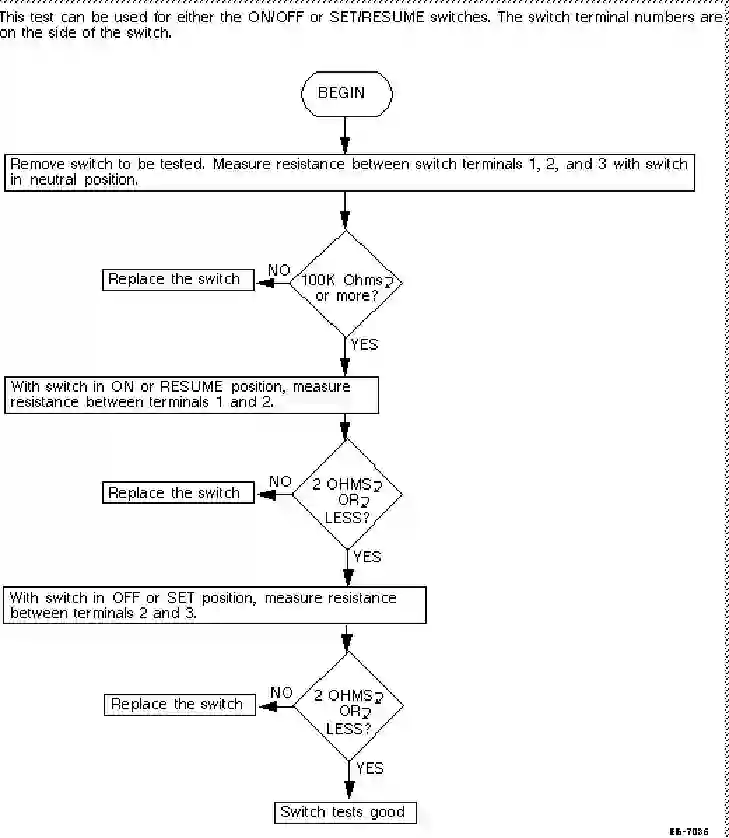 This test can be used for either the ON/OFF or SET/RESUME switches. The switch terminal numbers are
on the side of the switch.
BEGIN
Remove switch to be tested. Measure resistance between switch terminals 1, 2, and 3 with switch
in neutral position.
NO
Replace the switch
100K Ohms
or more?
YES
With switch in ON or RESUME position, measure
resistance between terminals 1 and 2.
NO
Replace the switch
2 OHMS
OR
LESS?
YES
With switch in OFF or SET position, measure resistance
between terminals 2 and 3.
NO
Replace the switch
2 OHMS
OR
LESS?
YES
Switch tests good